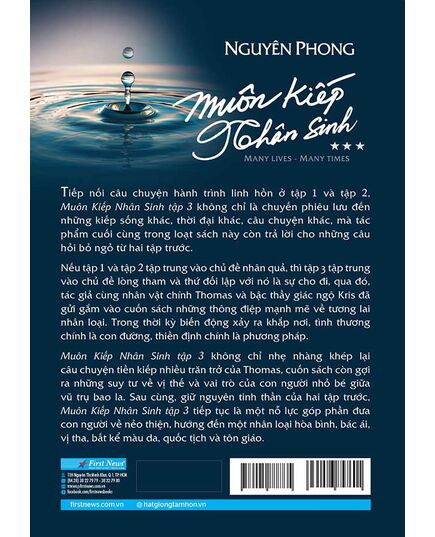 NGUYÊN PHONG
Muôn Kiếp
Nhân Sinh
MANY LIVES - MANY TIMES
Tiếp nối câu chuyện hành trình linh hồn ở tập 1 và tập 2,
Muôn Kiếp Nhân Sinh tập 3 không chỉ là chuyến phiêu lưu đến
những kiếp sống khác, thời đại khác, câu chuyện khác, mà tác
phẩm cuối cùng trong loạt sách này còn trả lời cho những câu
hỏi bỏ ngỏ từ hai tập trước.
Nếu tập 1 và tập 2 tập trung vào chủ đề nhân quả, thì tập 3 tập trung
vào chủ đề lòng tham và thứ đối lập với nó là sự cho đi, qua đó,
tác giả cùng nhân vật chính Thomas và bậc thầy giác ngộ Kris đã
gửi gắm vào cuốn sách những thông điệp mạnh mẽ về tương lai
nhân loại. Trong thời kỳ biến động xảy ra khắp nơi, tình thương
chính là con đường, thiền định chính là phương pháp.
Muôn Kiếp Nhân Sinh tập 3 không chỉ nhẹ nhàng khép lại
câu chuyện tiền kiếp nhiều trăn trở của Thomas, cuốn sách còn gợi
ra những suy tư về vị thế và vai trò của con người nhỏ bé giữa
vũ trụ bao la. Sau cùng, giữ nguyên tinh thần của hai tập trước,
Muôn Kiếp Nhân Sinh tập 3 tiếp tục là một nỗ lực góp phần đưa
con người về nẻo thiện, hướng đến một nhân loại hòa bình, bác ái,
vị tha, bất kể màu da, quốc tịch và tôn giáo.
First News
firstnews.com.vn
hatgiongtamhon.vn